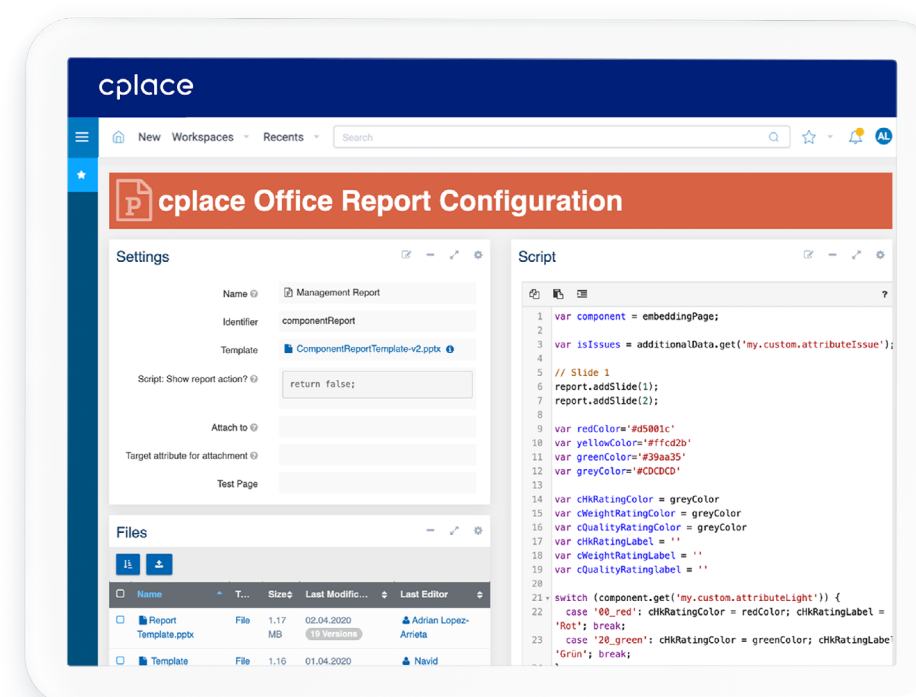 cplace
New Workspaces Recents Search
AL
P cplace Office Report Configuration
Settings
Name Management Report
Identifier componentReport
Template ComponentReportTemplate-v2.pptx
Script: Show report action? return false;
Attach to
Target attribute for attachment
Test Page
Files
Name T... Size Last Modific... Last Editor
Report Template.pptx File 1.17 MB 02.04.2020 19 Versions Adrian Lopez-Arrieta
Template File 1.16 01.04.2020 Navid
Script
?
1 var component = embeddingPage;
2
3 var isIssues = additionalData.get('my.custom.attributeIssue');
4
5 // Slide 1
6 report.addSlide(1);
7 report.addSlide(2);
8
9 var redColor='#d5001c'
10 var yellowColor='#ffcd2b'
11 var greenColor='#39aa35'
12 var greyColor='#CDCDCD'
13
14 var cHkRatingColor = greyColor
15 var cWeightRatingColor = greyColor
16 var cQualityRatingColor = greyColor
17 var cHkRatingLabel = ''
18 var cWeightRatingLabel = ''
19 var cQualityRatinglabel = ''
20
21 switch (component.get('my.custom.attributeLight')) {
22 case '00_red': cHkRatingColor = redColor; cHkRatingLabel =
'Rot'; break;
23 case '20_green': cHkRatingColor = greenColor; cHkRatingLabe
'Grün'; break;